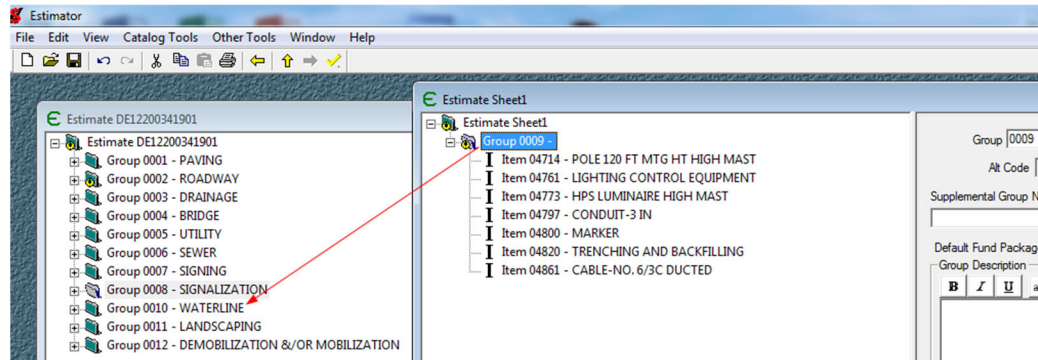 Estimator
File Edit View Catalog Tools Other Tools Window Help
Estimate DE12200341901
Estimate DE12200341901
Group 0001 - PAVING
Group 0002 - ROADWAY
Group 0003 - DRAINAGE
Group 0004 - BRIDGE
Group 0005 - UTILITY
Group 0006 - SEWER
Group 0007 - SIGNING
Group 0008 - SIGNALIZATION
Group 0010 - WATERLINE
Group 0011 - LANDSCAPING
Group 0012 - DEMOBILIZATION &/OR MOBILIZATION
Estimate Sheet1
Estimate Sheet1
Group 0009 -
Item 04714 - POLE 120 FT MTG HT HIGH MAST
Item 04761 - LIGHTING CONTROL EQUIPMENT
Item 04773 - HPS LUMINAIRE HIGH MAST
Item 04797 - CONDUIT-3 IN
Item 04800 - MARKER
Item 04820 - TRENCHING AND BACKFILLING
Item 04861 - CABLE-NO. 6/3C DUCTED
Group 0009
Alt Code
Supplemental Group N
Default Fund Packag
Group Description
B I U a